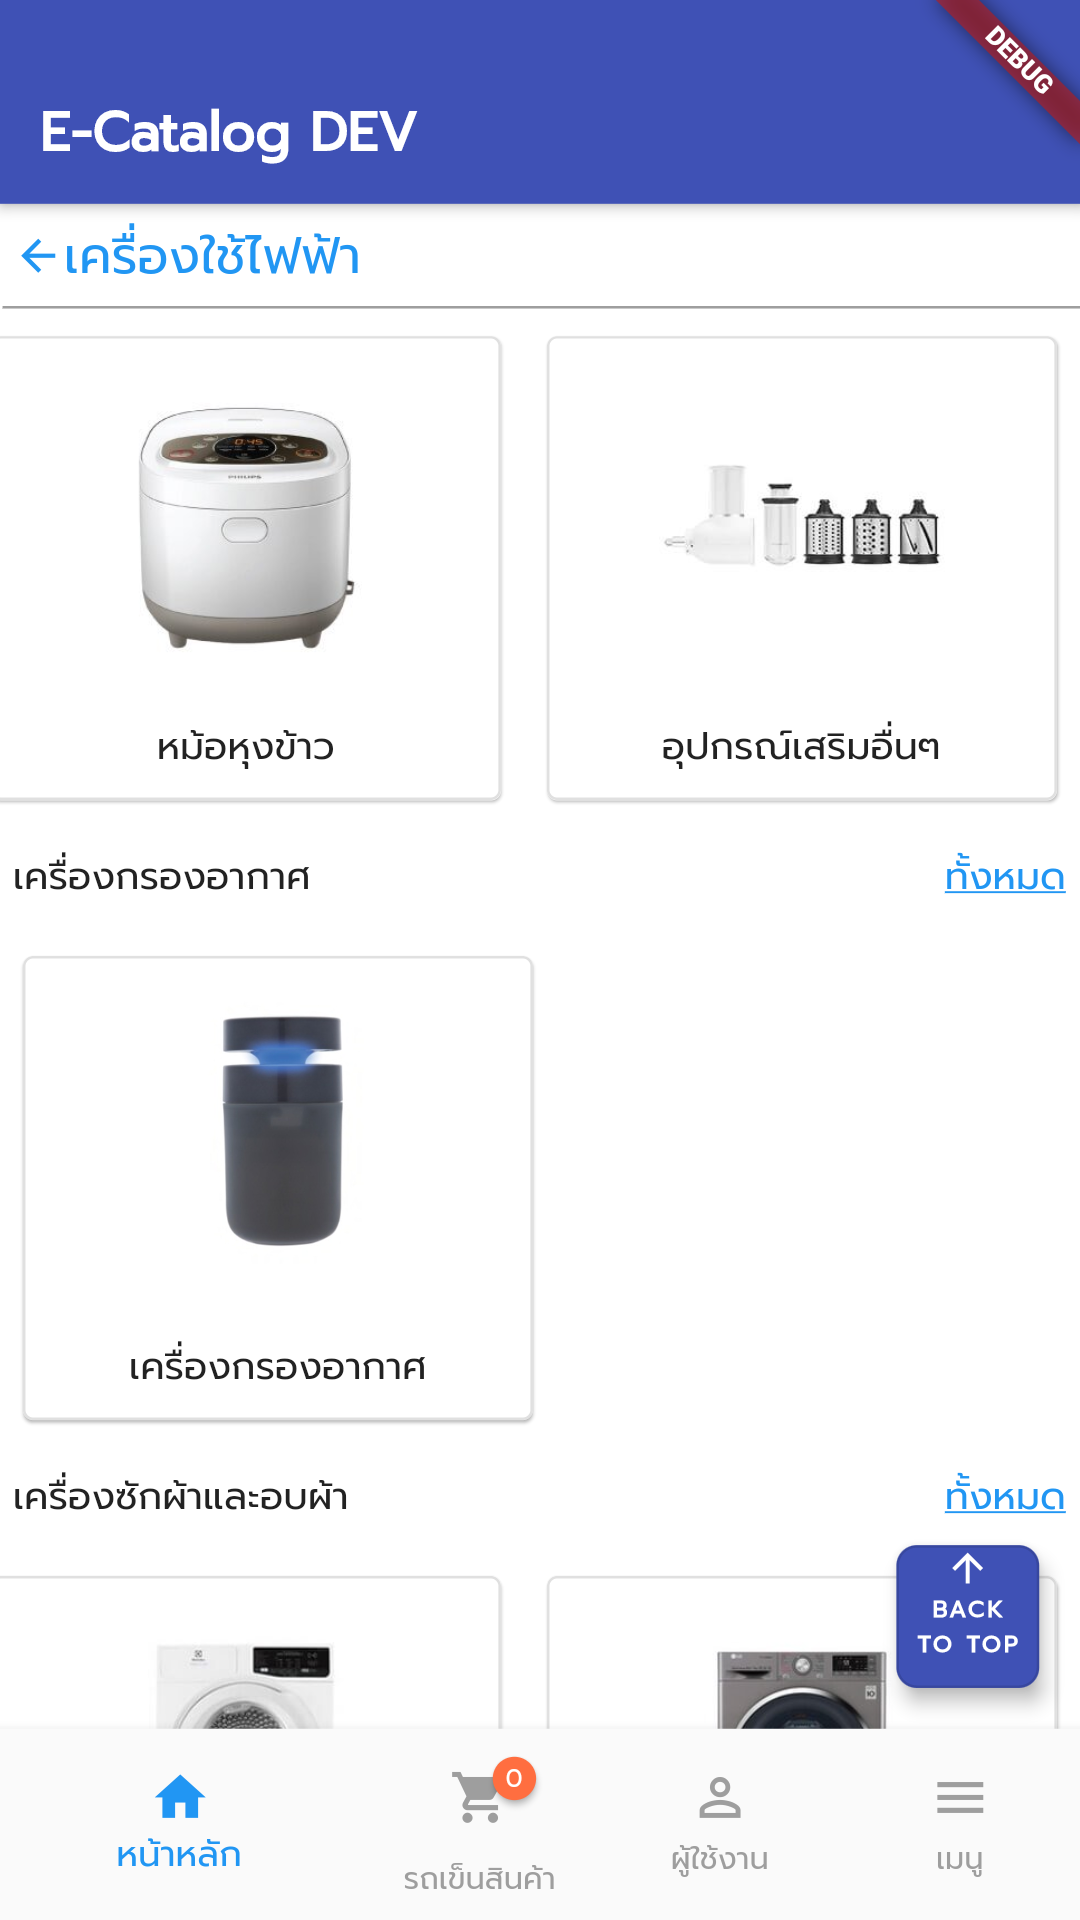 DEBUG
E-Catalog DEV
เครื่องใช้ไฟฟ้า
0:45
PHILIPS
หม้อหุงข้าว
อุปกรณ์เสริมอื่นๆ
เครื่องกรองอากาศ
ทั้งหมด
เครื่องกรองอากาศ
เครื่องซักผ้าและอบผ้า
ทั้งหมด
BACK
TO TOP
LG
หน้าหลัก
0
รถเข็นสินค้า
ผู้ใช้งาน
เมนู